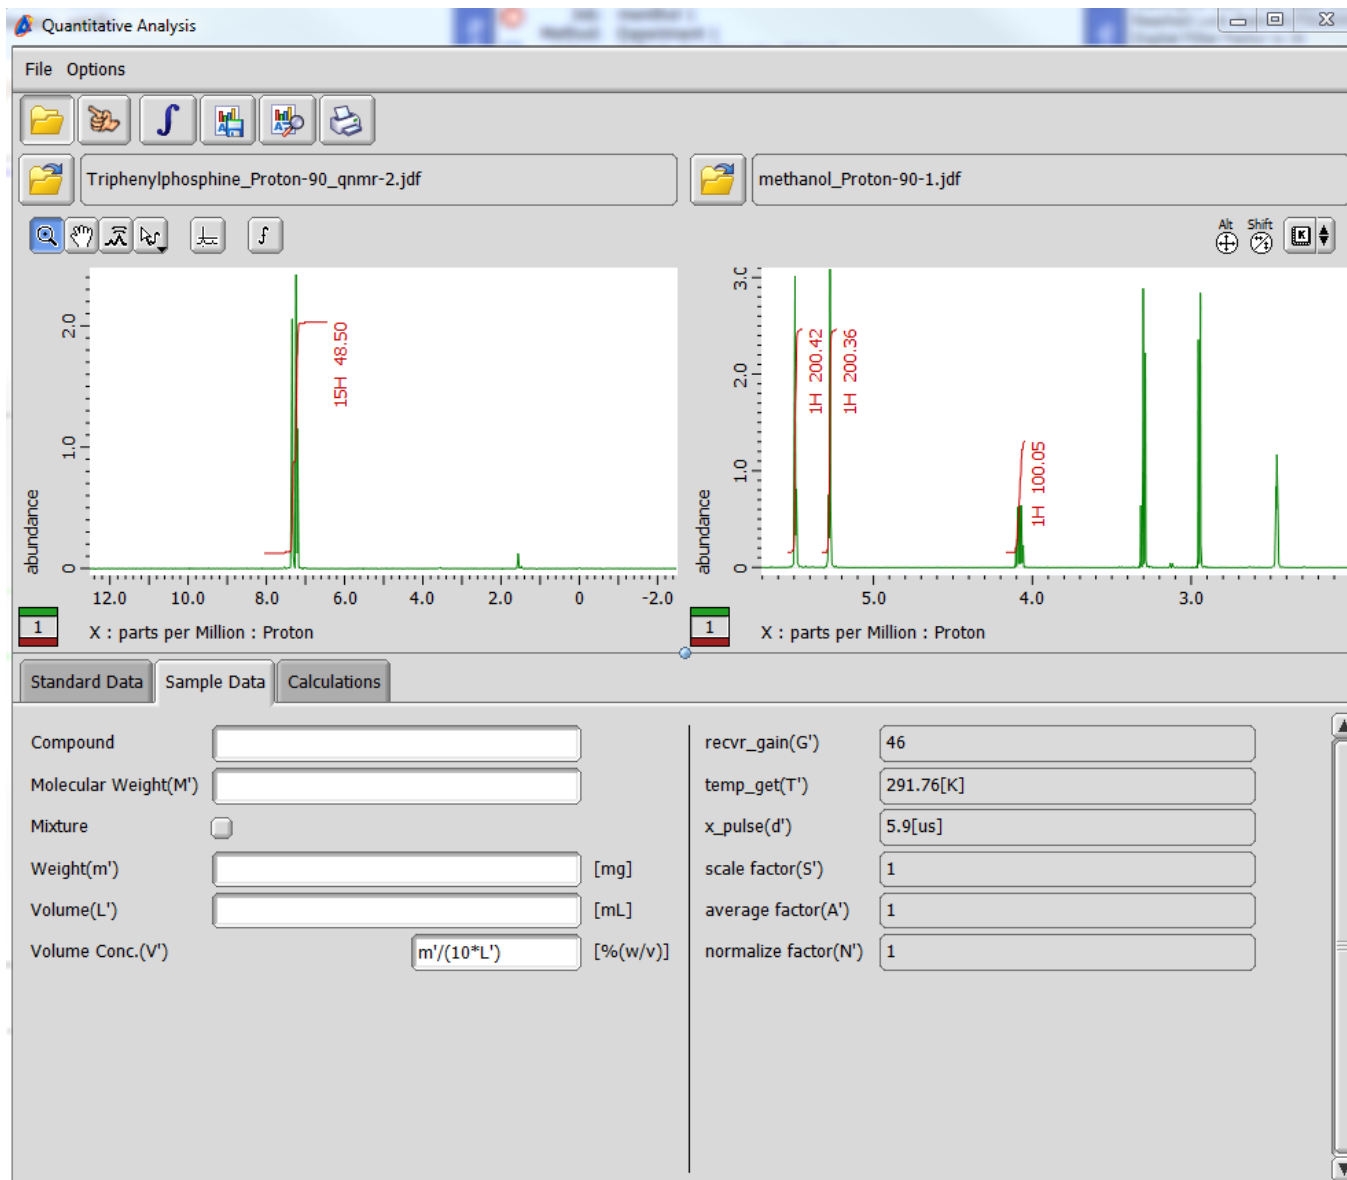 Quantitative Analysis
File Options
Triphenylphosphine_Proton-90_qnmr-2.jdf
methanol_Proton-90-1.jdf
Alt Shift
K
abundance
0 1.0 2.0
15H 48.50
12.0 10.0 8.0 6.0 4.0 2.0 0 -2.0
1
X : parts per Million : Proton
abundance
0 1.0 2.0 3.0
1H 200.42
1H 200.36
1H 100.05
5.0 4.0 3.0
1
X : parts per Million : Proton
Standard Data Sample Data Calculations
Compound
Molecular Weight(M')
Mixture
Weight(m') [mg]
Volume(L') [mL]
Volume Conc.(V') m'/(10*L') [%(w/v)]
recvr_gain(G') 46
temp_get(T') 291.76[K]
x_pulse(d') 5.9[us]
scale factor(S') 1
average factor(A') 1
normalize factor(N') 1